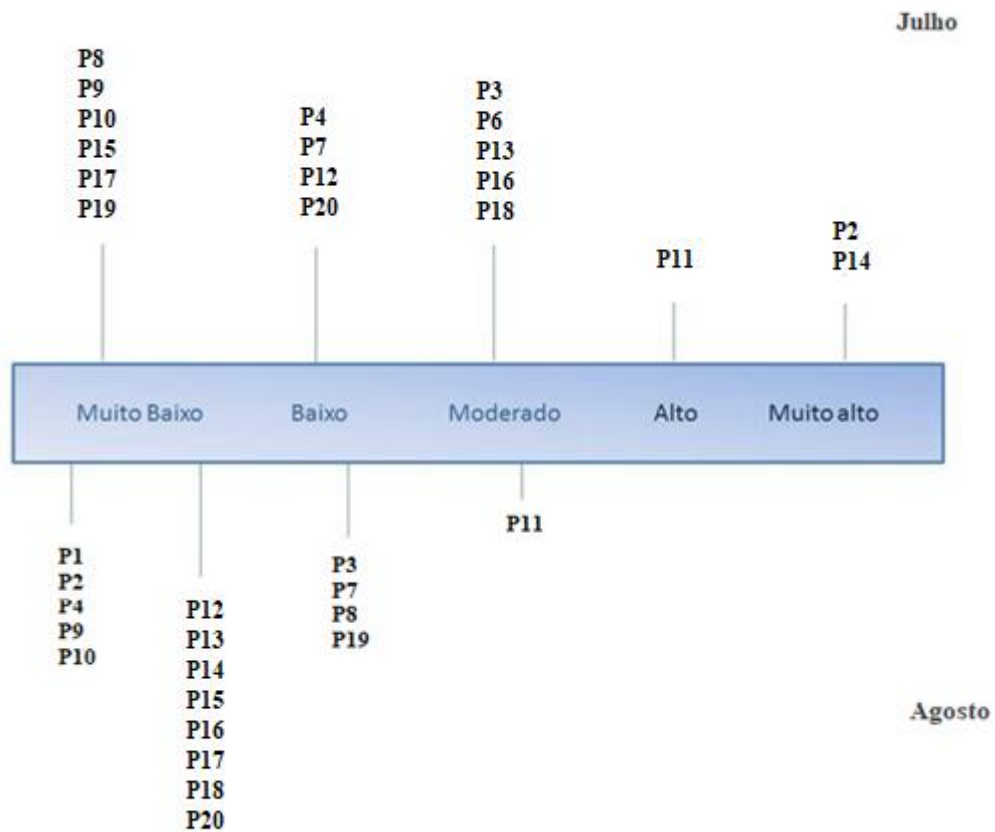 Julho
P8
P9
P10
P15
P17
P19
P4
P7
P12
P20
P3
P6
P13
P16
P18
P11
P2
P14
Muito Baixo
Baixo
Moderado
Alto
Muito alto
P1
P2
P4
P9
P10
P12
P13
P14
P15
P16
P17
P18
P20
P3
P7
P8
P19
P11
Agosto